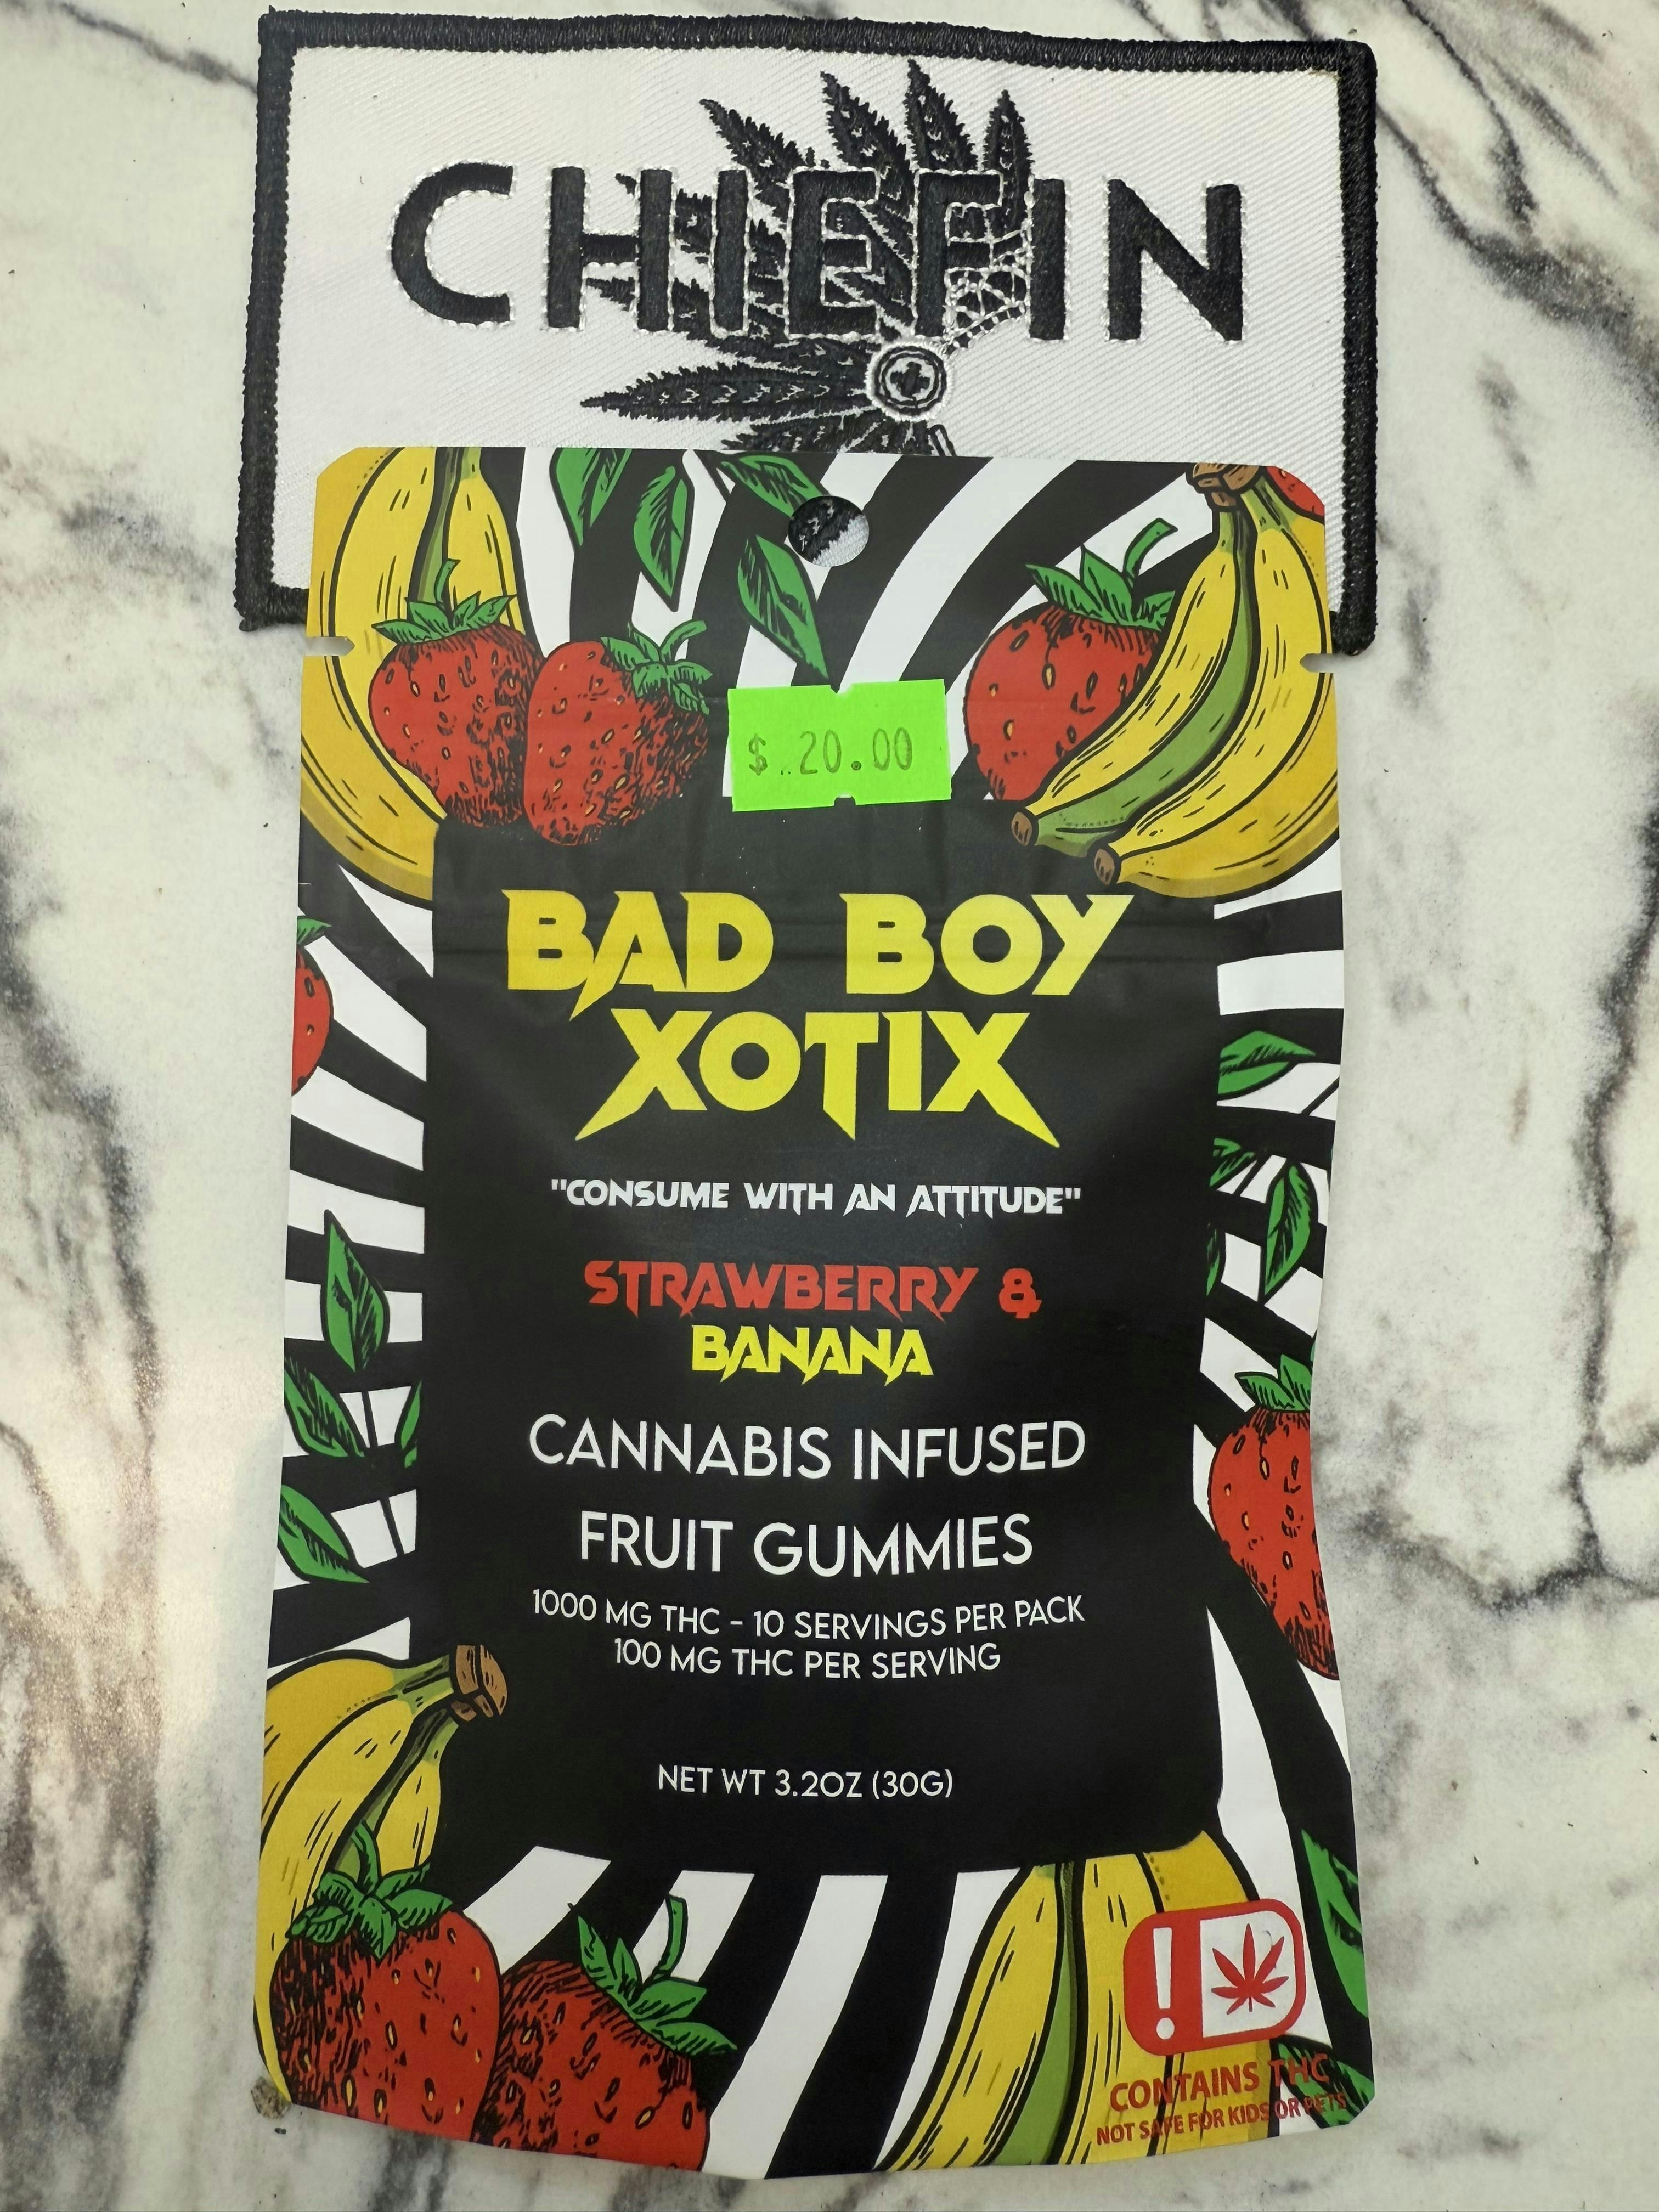 CHIEFIN
$ 20.00
BAD BOY
XOTIX
"CONSUME WITH AN ATTITUDE"
STRAWBERRY &
BANANA
CANNABIS INFUSED
FRUIT GUMMIES
1000 MG THC - 10 SERVINGS PER PACK
100 MG THC PER SERVING
NET WT 3.2OZ (30G)
!
CONTAINS THC
NOT SAFE FOR KIDS OR PETS